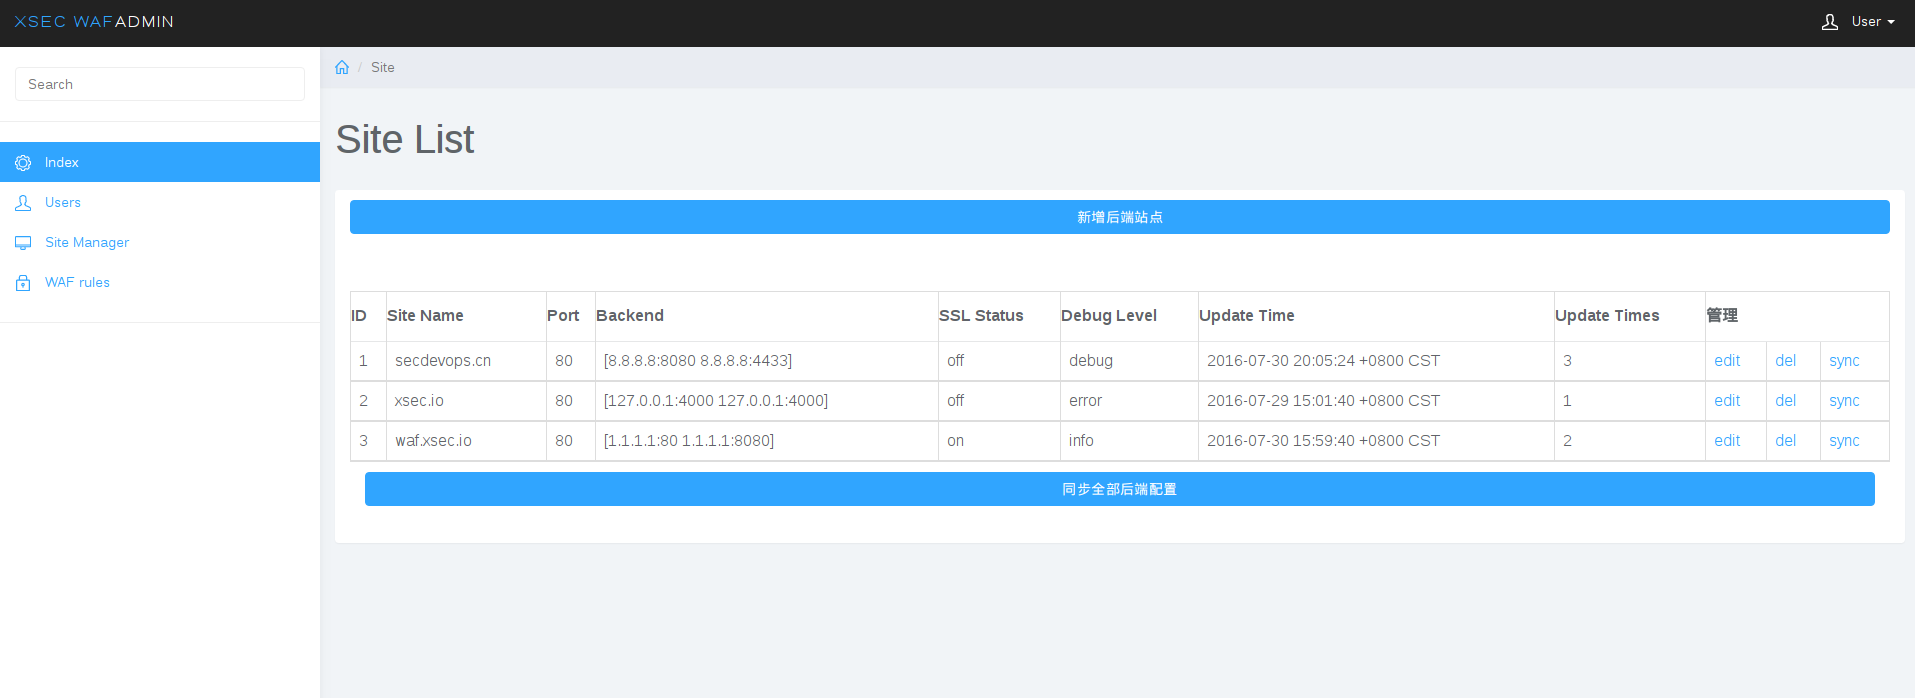 XSEC WAFADMIN
User
Search
Index
Users
Site Manager
WAF rules
/ Site
Site List
新增后端站点
ID Site Name Port Backend SSL Status Debug Level Update Time Update Times 管理
1 secdevops.cn 80 [8.8.8.8:8080 8.8.8.8:4433] off debug 2016-07-30 20:05:24 +0800 CST 3 edit del sync
2 xsec.io 80 [127.0.0.1:4000 127.0.0.1:4000] off error 2016-07-29 15:01:40 +0800 CST 1 edit del sync
3 waf.xsec.io 80 [1.1.1.1:80 1.1.1.1:8080] on info 2016-07-30 15:59:40 +0800 CST 2 edit del sync
同步全部后端配置